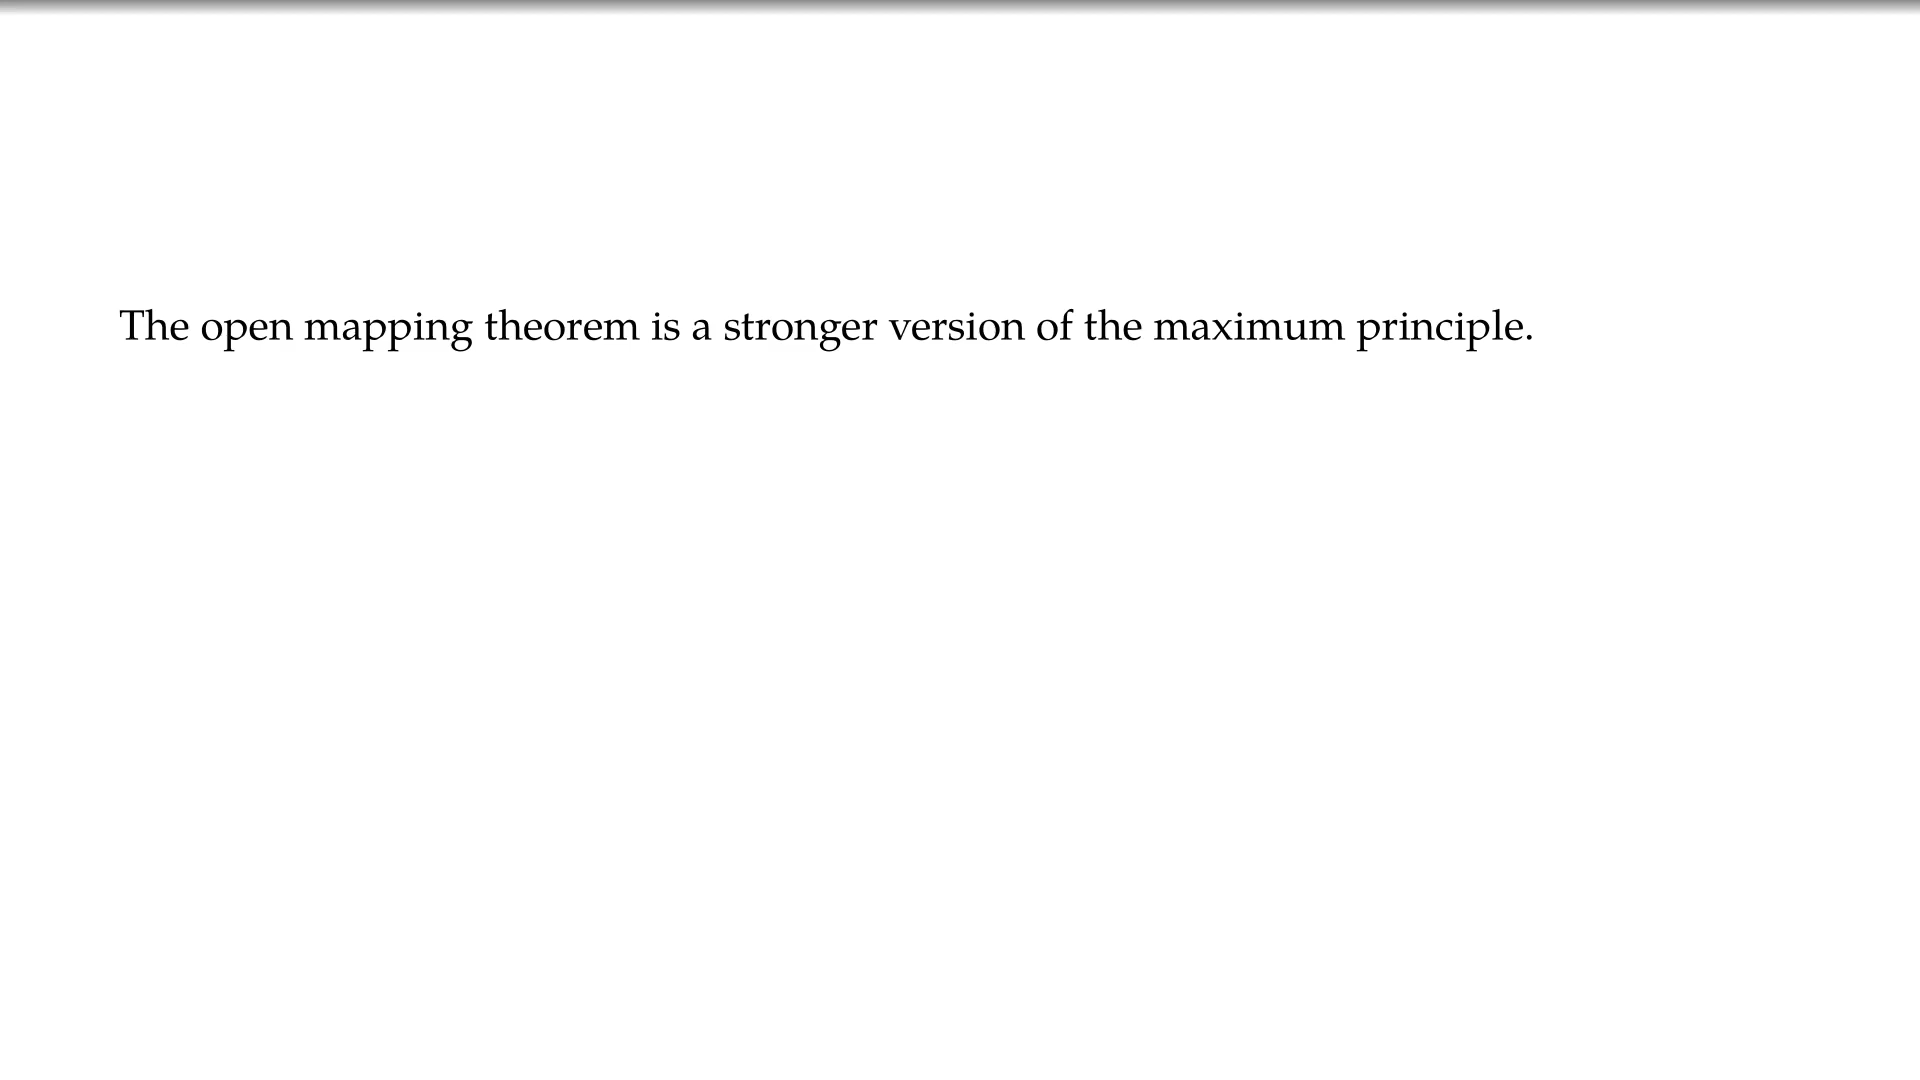 The open mapping theorem is a stronger version of the maximum principle.